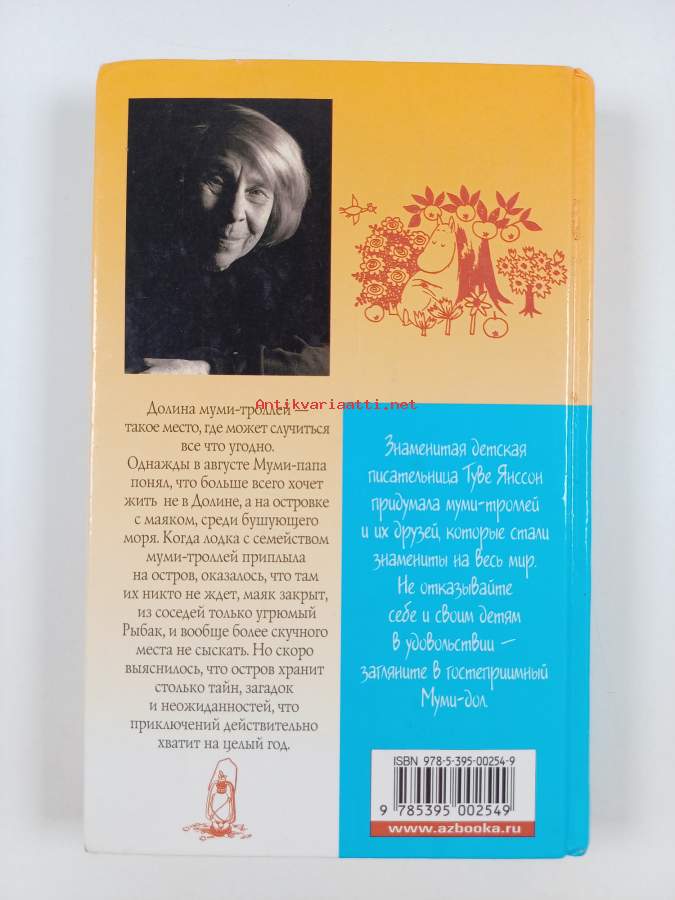 Antikvariaatti.net
Долина муми-троллей —
такое место, где может случиться
все что угодно.
Однажды в августе Муми-папа
понял, что больше всего хочет
жить не в Долине, а на островке
с маяком, среди бушующего
моря. Когда лодка с семейством
муми-троллей приплыла
на остров, оказалось, что там
их никто не ждет, маяк закрыт,
из соседей только угрюмый
Рыбак, и вообще более скучного
места не сыскать. Но скоро
выяснилось, что остров хранит
столько тайн, загадок
и неожиданностей, что
приключений действительно
хватит на целый год.
Знаменитая детская
писательница Туве Янссон
придумала муми-троллей
и их друзей, которые стали
знамениты на весь мир.
Не отказывайте
себе и своим детям
в удовольствии —
загляните в гостеприимный
Муми-дол.
ISBN 978-5-395-00254-9
9 785395 002549
www.azbooka.ru